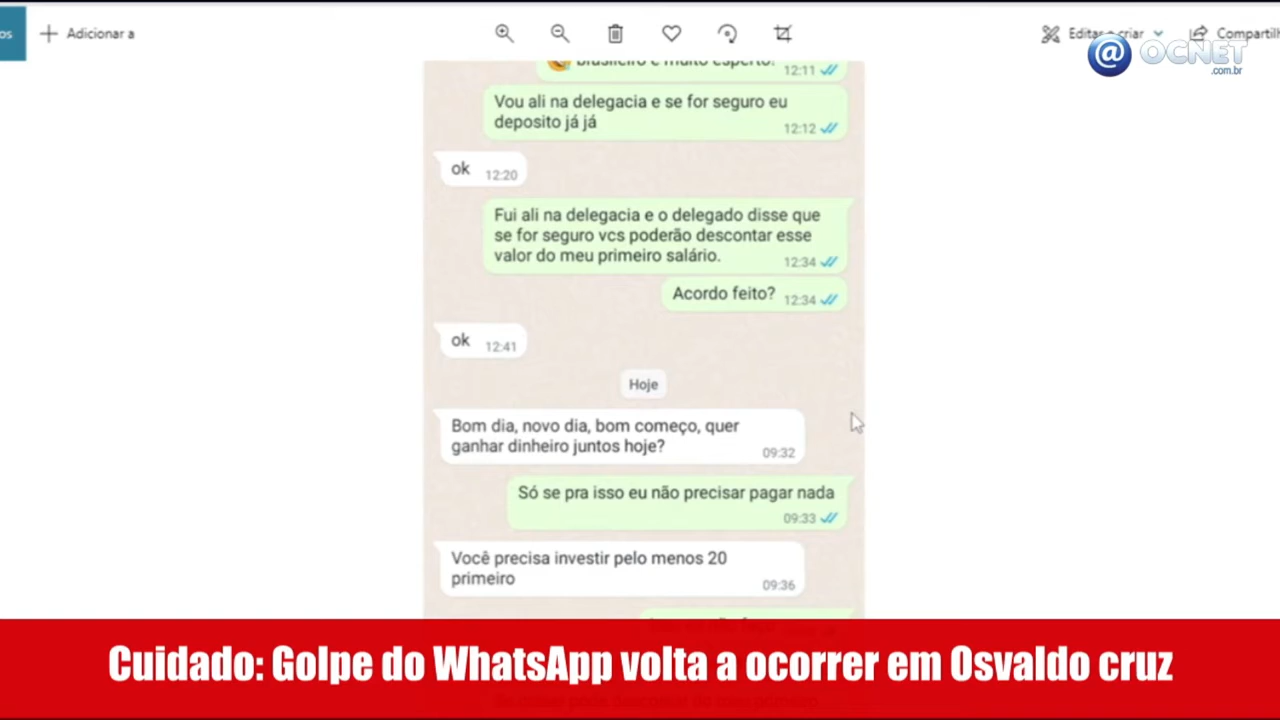 os
Adicionar a
Editar e criar
Compartilh
@ OCNET
.com.br
Brasileiro é muito esperto!
12:11
Vou ali na delegacia e se for seguro eu
deposito já já
12:12
ok 12:20
Fui ali na delegacia e o delegado disse que
se for seguro vcs poderão descontar esse
valor do meu primeiro salário.
12:34
Acordo feito? 12:34
ok 12:41
Hoje
Bom dia, novo dia, bom começo, quer
ganhar dinheiro juntos hoje?
09:32
Só se pra isso eu não precisar pagar nada
09:33
Você precisa investir pelo menos 20
primeiro
09:36
Cuidado: Golpe do WhatsApp volta a ocorrer em Osvaldo cruz